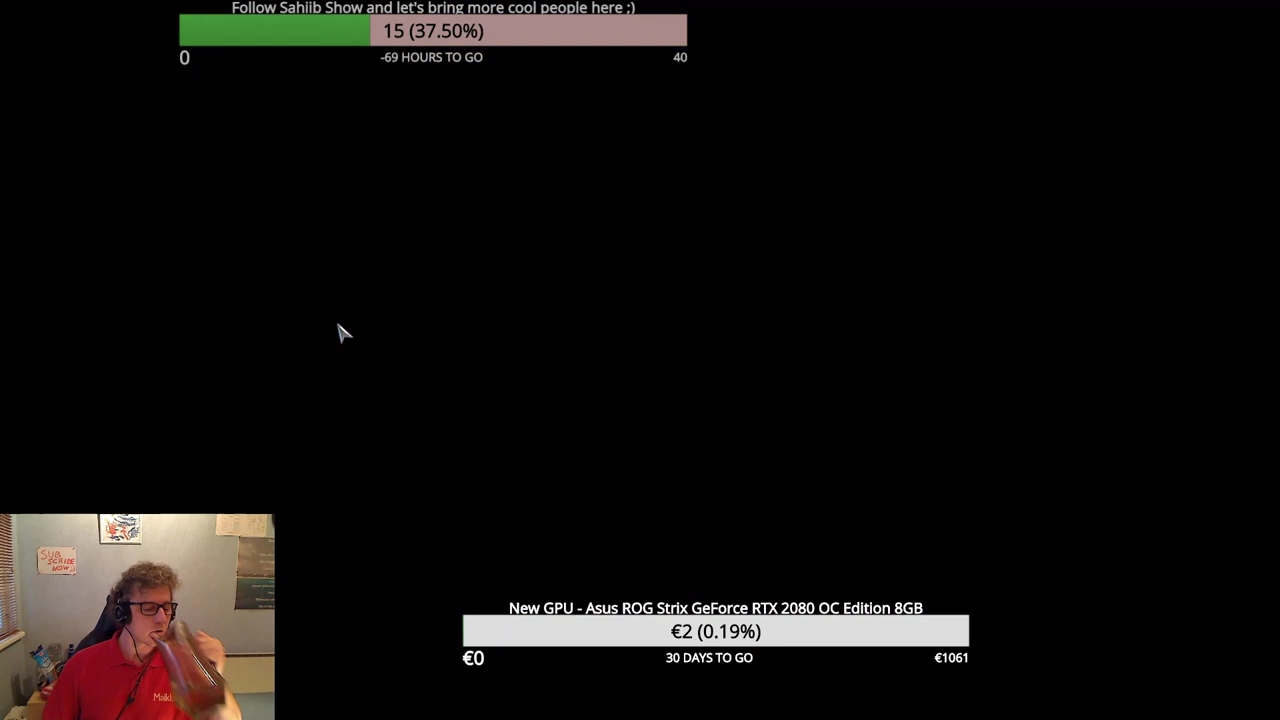 Follow Sahiib Show and let's bring more cool people here ;)
15 (37.50%)
0
-69 HOURS TO GO
40
SUB
SCRIBE
NOW ;)
New GPU - Asus ROG Strix GeForce RTX 2080 OC Edition 8GB
€2 (0.19%)
€0
30 DAYS TO GO
€1061